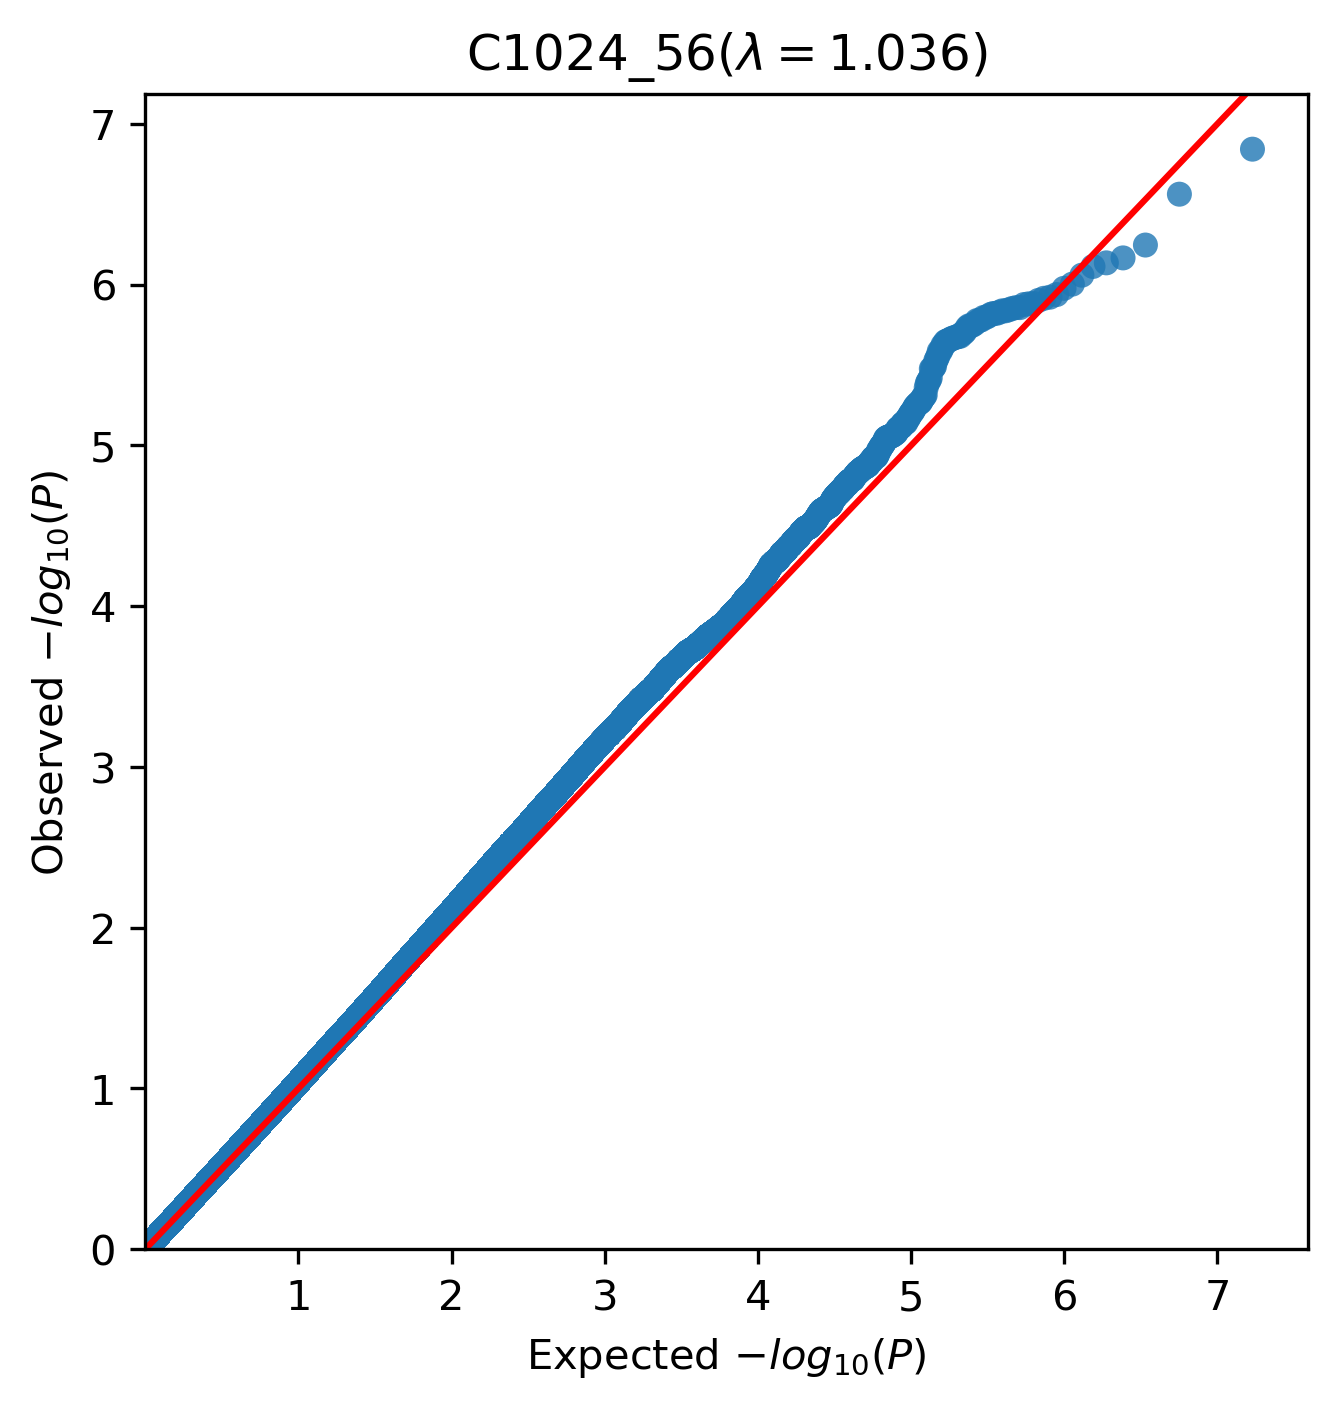 C1024_56(λ = 1.036)
7
6
5
4
3
2
1
0
Observed −log10(P)
1 2 3 4 5 6 7
Expected −log10(P)